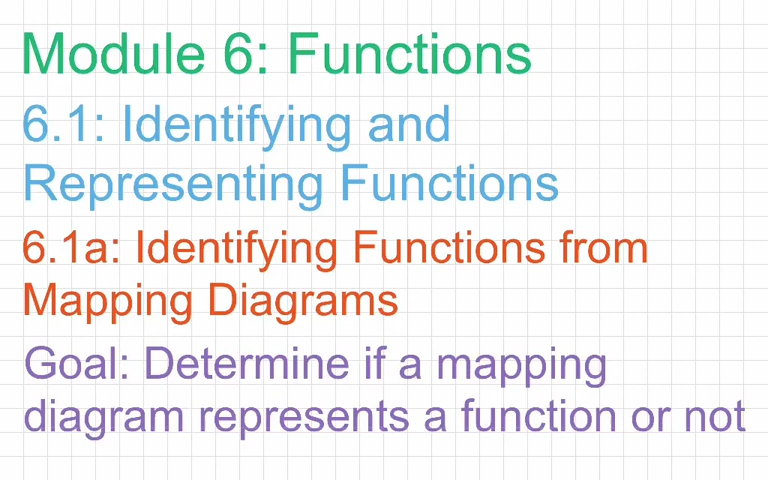 Module 6: Functions
6.1: Identifying and
Representing Functions
6.1a: Identifying Functions from
Mapping Diagrams
Goal: Determine if a mapping
diagram represents a function or not